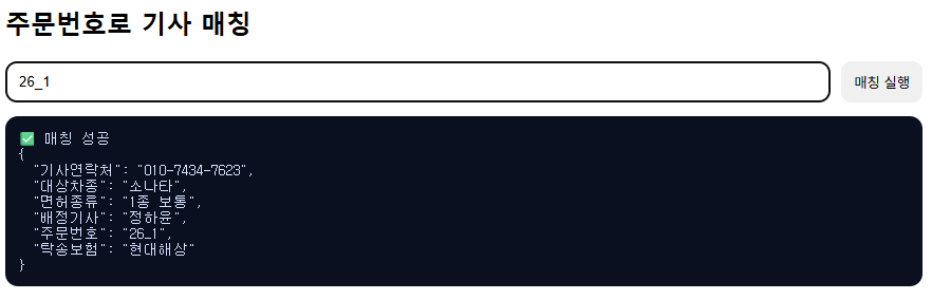 주문번호로 기사 매칭
26_1
매칭 실행
✅ 매칭 성공
{
"기사연락처": "010-7434-7623",
"대상차종": "소나타",
"면허종류": "1종 보통",
"배정기사": "정하윤",
"주문번호": "26_1",
"탁송보험": "현대해상"
}